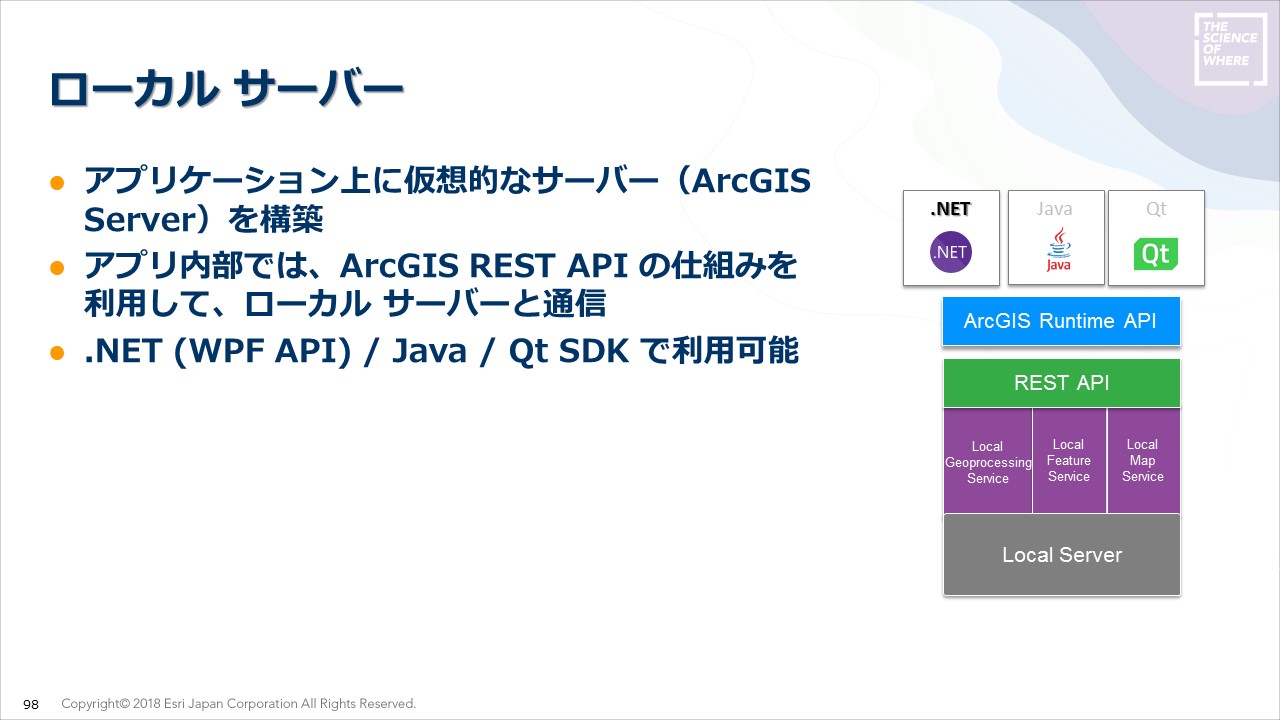 THE
SCIENCE
OF
WHERE
ローカル サーバー
アプリケーション上に仮想的なサーバー（ArcGIS
Server）を構築
アプリ内部では、ArcGIS REST API の仕組みを
利用して、ローカル サーバーと通信
.NET (WPF API) / Java / Qt SDK で利用可能
.NET
.NET
Java
Java
Qt
Qt
ArcGIS Runtime API
REST API
Local
Geoprocessing
Service
Local
Feature
Service
Local
Map
Service
Local Server
98
Copyright© 2018 Esri Japan Corporation All Rights Reserved.